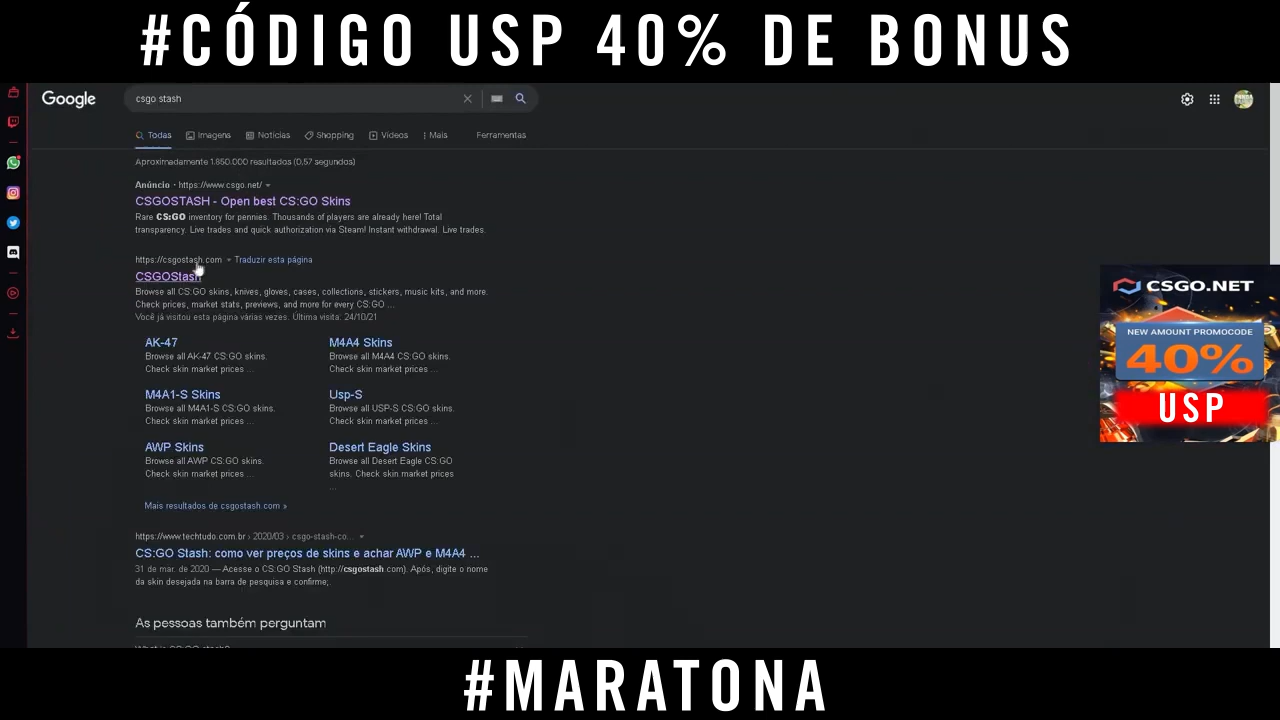 #CÓDIGO USP 40% DE BONUS
Google
csgo stash
Todas Imagens Notícias Shopping Vídeos Mais Ferramentas
Aproximadamente 1.850.000 resultados (0,57 segundos)
Anúncio · https://www.csgo.net/
CSGOSTASH - Open best CS:GO Skins
Rare CS:GO inventory for pennies. Thousands of players are already here! Total
transparency. Live trades and quick authorization via Steam! Instant withdrawal. Live trades.
https://csgostash.com Traduzir esta página
CSGOStash
Browse all CS:GO skins, knives, gloves, cases, collections, stickers, music kits, and more.
Check prices, market stats, previews, and more for every CS:GO ...
Você já visitou esta página várias vezes. Última visita: 24/10/21
AK-47
Browse all AK-47 CS:GO skins.
Check skin market prices ...
M4A4 Skins
Browse all M4A4 CS:GO skins.
Check skin market prices ...
M4A1-S Skins
Browse all M4A1-S CS:GO skins.
Check skin market prices ...
Usp-S
Browse all USP-S CS:GO skins.
Check skin market prices ...
AWP Skins
Browse all AWP CS:GO skins.
Check skin market prices ...
Desert Eagle Skins
Browse all Desert Eagle CS:GO
skins. Check skin market prices
...
Mais resultados de csgostash.com »
https://www.techtudo.com.br › 2020/03 › csgo-stash-co...
CS:GO Stash: como ver preços de skins e achar AWP e M4A4 ...
31 de mar. de 2020 — Acesse o CS:GO Stash (http://csgostash.com). Após, digite o nome
da skin desejada na barra de pesquisa e confirme;.
As pessoas também perguntam
What is CS:GO stash?
CSGO.NET
NEW AMOUNT PROMOCODE
40%
USP
#MARATONA